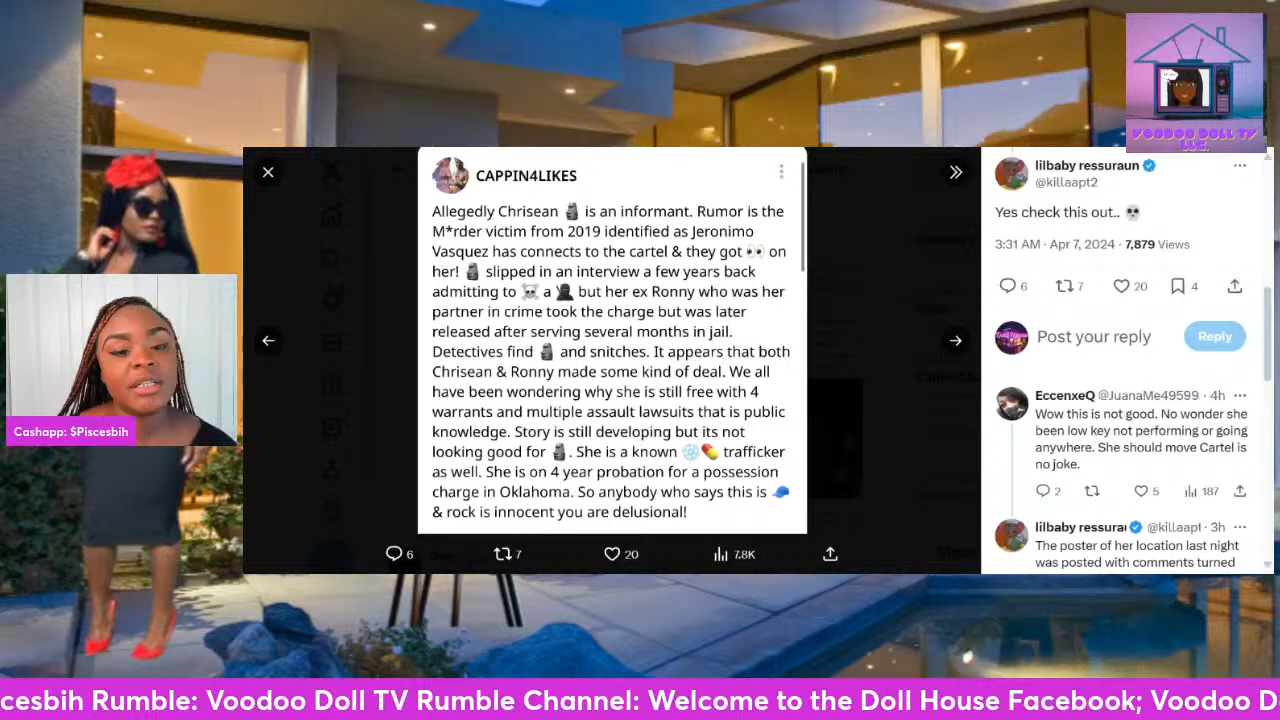 VOODOO DOLL TV
LLC.
CAPPIN4LIKES
Allegedly Chrisean 🗿 is an informant. Rumor is the
M*rder victim from 2019 identified as Jeronimo
Vasquez has connects to the cartel & they got 👀 on
her! 🗿 slipped in an interview a few years back
admitting to ☠️ a 🥷 but her ex Ronny who was her
partner in crime took the charge but was later
released after serving several months in jail.
Detectives find 🗿 and snitches. It appears that both
Chrisean & Ronny made some kind of deal. We all
have been wondering why she is still free with 4
warrants and multiple assault lawsuits that is public
knowledge. Story is still developing but its not
looking good for 🗿. She is a known ❄️💊 trafficker
as well. She is on 4 year probation for a possession
charge in Oklahoma. So anybody who says this is 🧢
& rock is innocent you are delusional!
6 7 20 7.8K
lilbaby ressuraun
@killaapt2
Yes check this out.. 💀
3:31 AM · Apr 7, 2024 · 7,879 Views
6 7 20 4
Post your reply
Reply
EccenxeQ @JuanaMe49599 · 4h
Wow this is not good. No wonder she
been low key not performing or going
anywhere. She should move Cartel is
no joke.
2 5 187
lilbaby ressurau @killaapt · 3h
The poster of her location last night
was posted with comments turned
Cashapp: $Piscesbih
cesbih Rumble: Voodoo Doll TV Rumble Channel: Welcome to the Doll House Facebook; Voodoo D